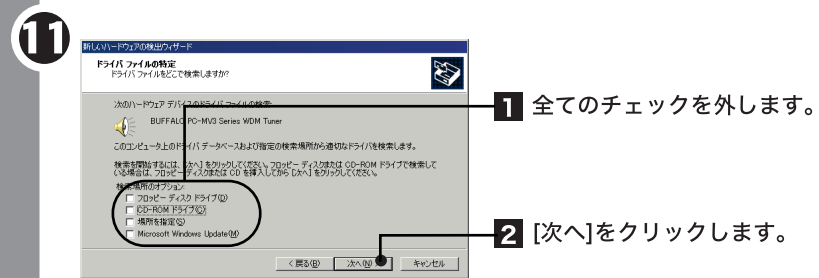 11
新しいハードウェアの検出ウィザード
ドライバ ファイルの特定
ドライバ ファイルをどこで検索しますか?
次のハードウェア デバイスのドライバ ファイルの検索:
BUFFALO PC-MV3 Series WDM Tuner
このコンピュータ上のドライバ データベースおよび指定の検索場所から適切なドライバを検索します。
検索を開始するには、[次へ] をクリックしてください。フロッピー ディスクまたは CD-ROM ドライブで検索して
いる場合は、フロッピー ディスクまたは CD を挿入してから [次へ] をクリックしてください。
検索場所のオプション:
フロッピー ディスク ドライブ(D)
CD-ROM ドライブ(C)
場所を指定(S)
Microsoft Windows Update(M)
< 戻る(B)
次へ(N) >
キャンセル
1 全てのチェックを外します。
2 [次へ]をクリックします。